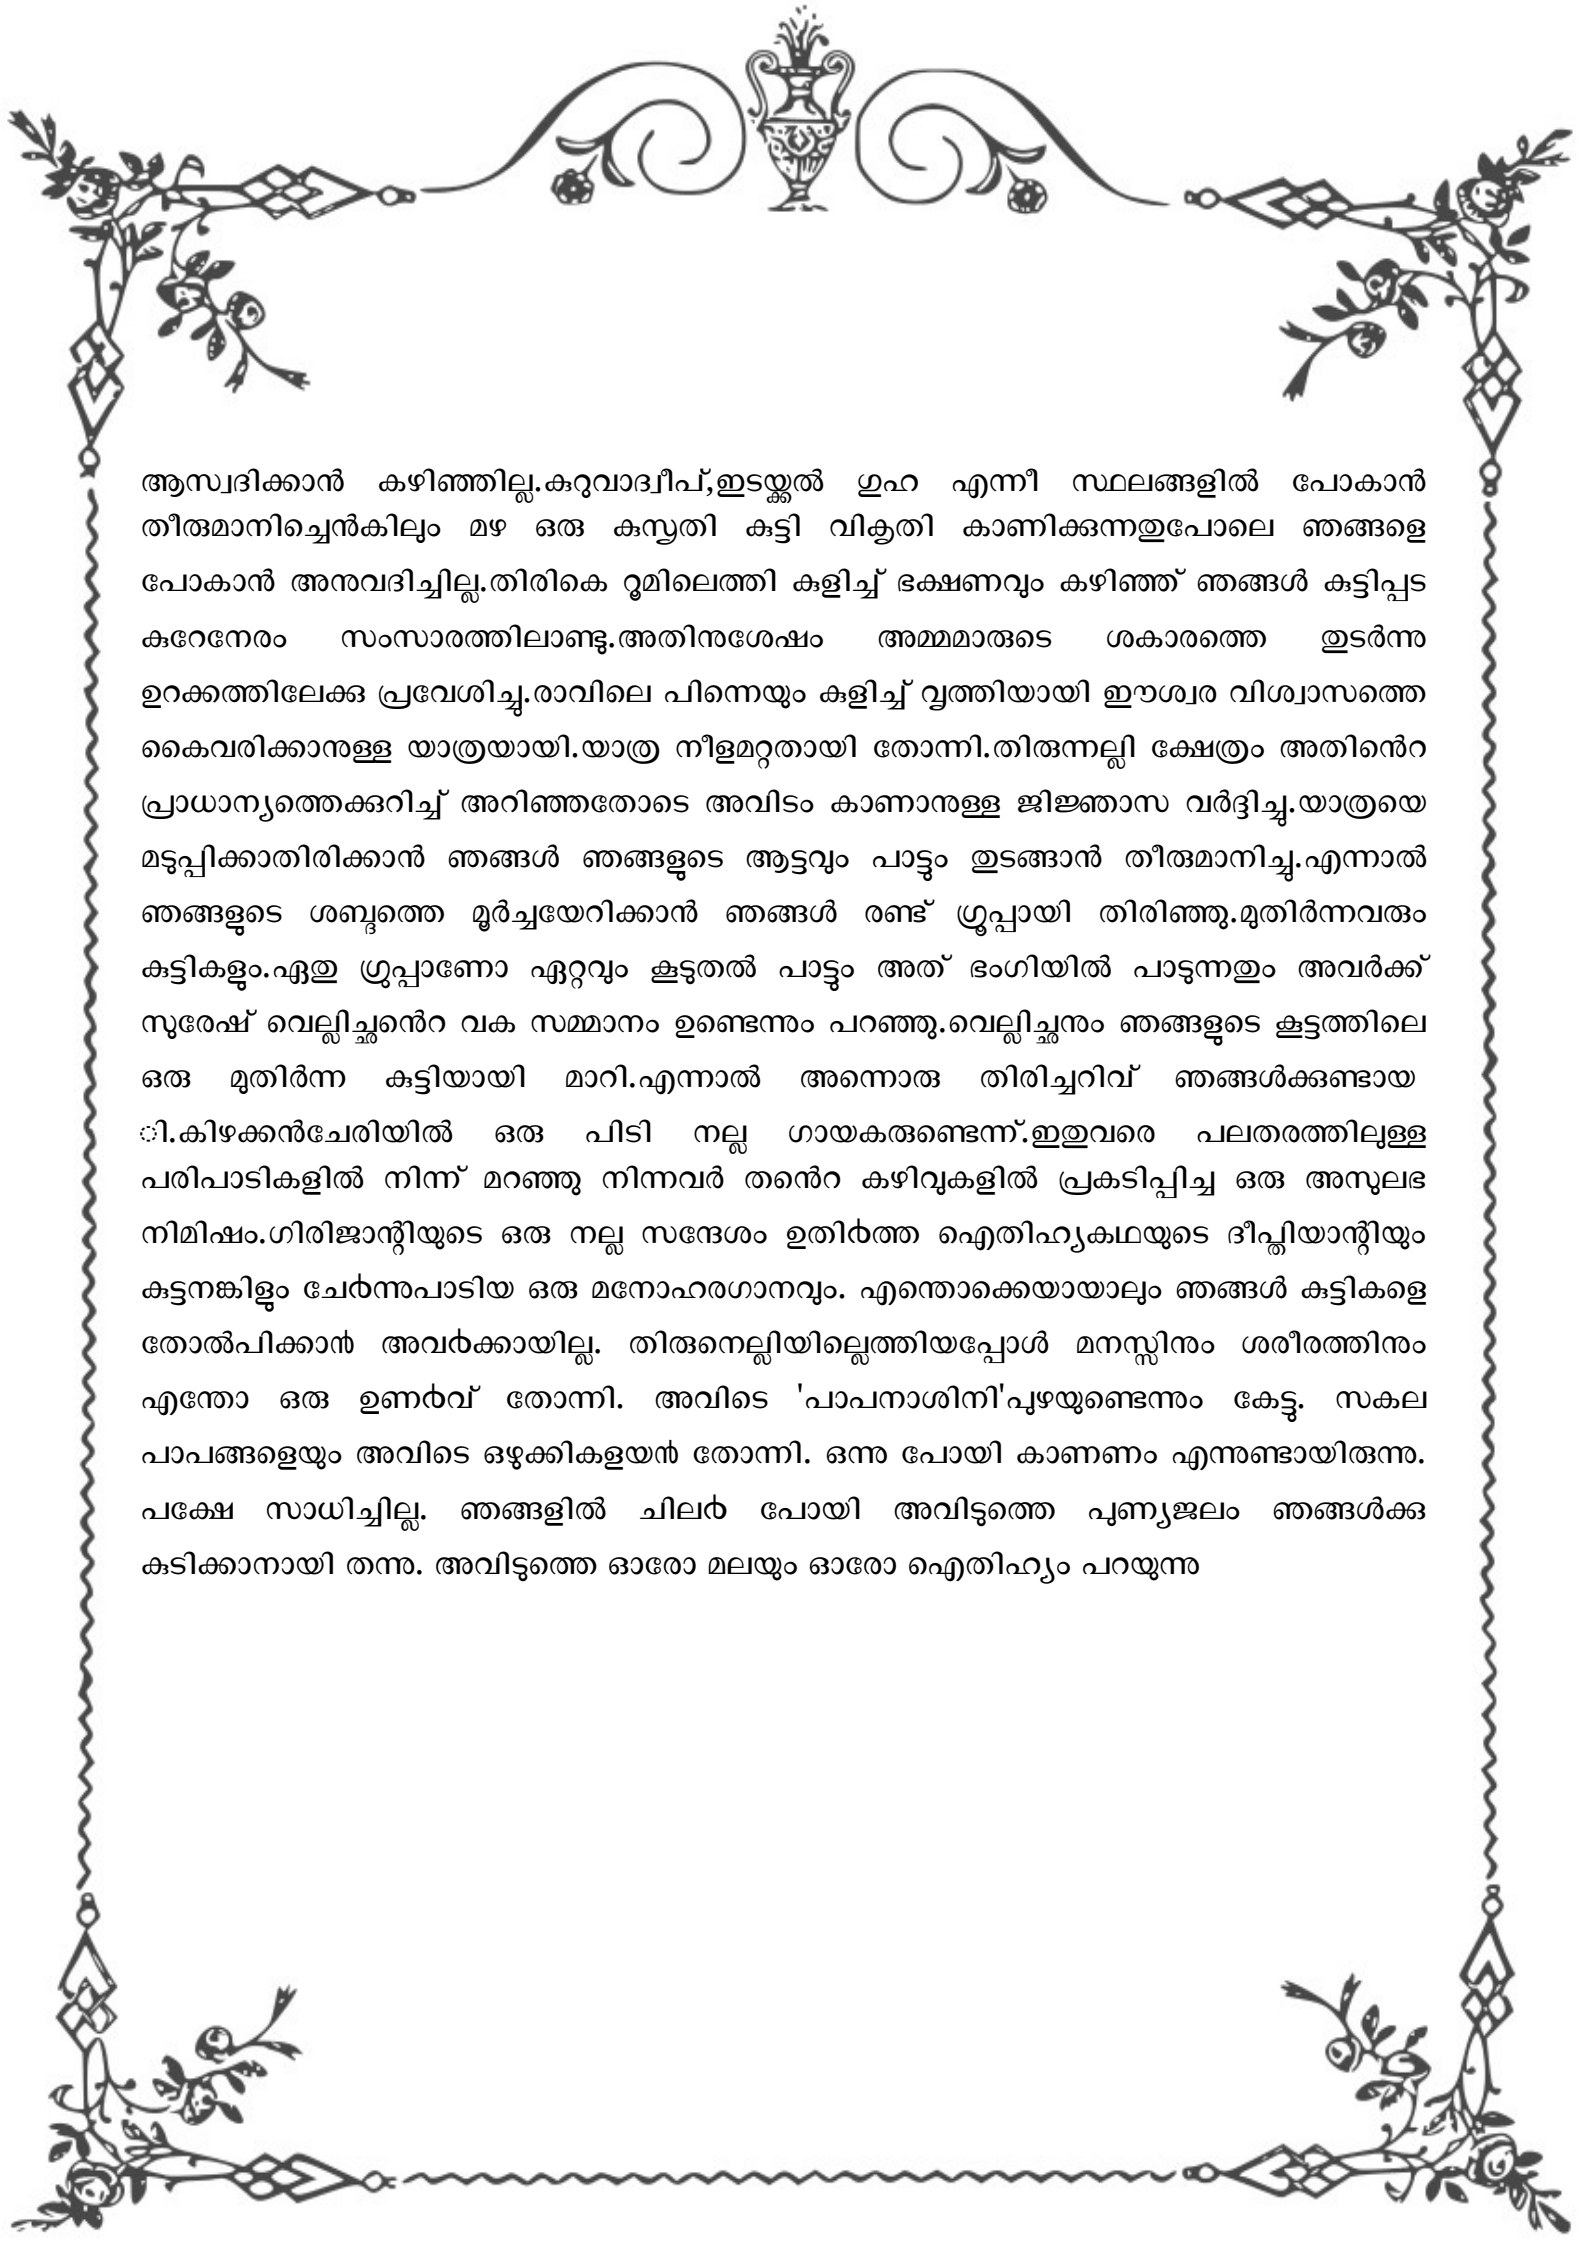 ആസ്വദിക്കാൻ കഴിഞ്ഞില്ല.കുറുവാദ്വീപ്,ഇടയ്ക്കൽ ഗുഹ എന്നീ സ്ഥലങ്ങളിൽ പോകാൻ
തീരുമാനിച്ചെൻകിലും മഴ ഒരു കുസൃതി കുട്ടി വികൃതി കാണിക്കുന്നതുപോലെ ഞങ്ങളെ
പോകാൻ അനുവദിച്ചില്ല.തിരികെ റൂമിലെത്തി കുളിച്ച് ഭക്ഷണവും കഴിഞ്ഞ് ഞങ്ങൾ കുട്ടിപ്പട
കുറേനേരം സംസാരത്തിലാണ്ടു.അതിനുശേഷം അമ്മമാരുടെ ശകാരത്തെ തുടർന്നു
ഉറക്കത്തിലേക്കു പ്രവേശിച്ചു.രാവിലെ പിന്നെയും കുളിച്ച് വൃത്തിയായി ഈശ്വര വിശ്വാസത്തെ
കൈവരിക്കാനുള്ള യാത്രയായി.യാത്ര നീളമറ്റതായി തോന്നി.തിരുന്നല്ലി ക്ഷേത്രം അതിൻെറ
പ്രാധാന്യത്തെക്കുറിച്ച് അറിഞ്ഞതോടെ അവിടം കാണാനുള്ള ജിജ്ഞാസ വർദ്ദിച്ചു.യാത്രയെ
മടുപ്പിക്കാതിരിക്കാൻ ഞങ്ങൾ ഞങ്ങളുടെ ആട്ടവും പാട്ടും തുടങ്ങാൻ തീരുമാനിച്ചു.എന്നാൽ
ഞങ്ങളുടെ ശബ്ദത്തെ മൂർച്ചയേറിക്കാൻ ഞങ്ങൾ രണ്ട് ഗ്രൂപ്പായി തിരിഞ്ഞു.മുതിർന്നവരും
കുട്ടികളും.ഏതു ഗ്രുപ്പാണോ ഏറ്റവും കൂടുതൽ പാട്ടും അത് ഭംഗിയിൽ പാടുന്നതും അവർക്ക്
സുരേഷ് വെല്ലിച്ഛൻെറ വക സമ്മാനം ഉണ്ടെന്നും പറഞ്ഞു.വെല്ലിച്ഛനും ഞങ്ങളുടെ കൂട്ടത്തിലെ
ഒരു മുതിർന്ന കുട്ടിയായി മാറി.എന്നാൽ അന്നൊരു തിരിച്ചറിവ് ഞങ്ങൾക്കുണ്ടായ
ി.കിഴക്കൻചേരിയിൽ ഒരു പിടി നല്ല ഗായകരുണ്ടെന്ന്.ഇതുവരെ പലതരത്തിലുള്ള
പരിപാടികളിൽ നിന്ന് മറഞ്ഞു നിന്നവർ തൻെറ കഴിവുകളിൽ പ്രകടിപ്പിച്ച ഒരു അസുലഭ
നിമിഷം.ഗിരിജാന്റിയുടെ ഒരു നല്ല സന്ദേശം ഉതിൎത്ത ഐതിഹ്യകഥയുടെ ദീപ്തിയാന്റിയും
കുട്ടനങ്കിളും ചേൎന്നുപാടിയ ഒരു മനോഹരഗാനവും. എന്തൊക്കെയായാലും ഞങ്ങൾ കുട്ടികളെ
തോൽപിക്കാൻ അവൎക്കായില്ല. തിരുനെല്ലിയില്ലെത്തിയപ്പോൾ മനസ്സിനും ശരീരത്തിനും
എന്തോ ഒരു ഉണൎവ് തോന്നി. അവിടെ 'പാപനാശിനി'പുഴയുണ്ടെന്നും കേട്ടു. സകല
പാപങ്ങളെയും അവിടെ ഒഴുക്കികളയൻ തോന്നി. ഒന്നു പോയി കാണണം എന്നുണ്ടായിരുന്നു.
പക്ഷേ സാധിച്ചില്ല. ഞങ്ങളിൽ ചിലർ പോയി അവിടുത്തെ പുണ്യജലം ഞങ്ങൾക്കു
കുടിക്കാനായി തന്നു. അവിടുത്തെ ഓരോ മലയും ഓരോ ഐതിഹ്യം പറയുന്നു